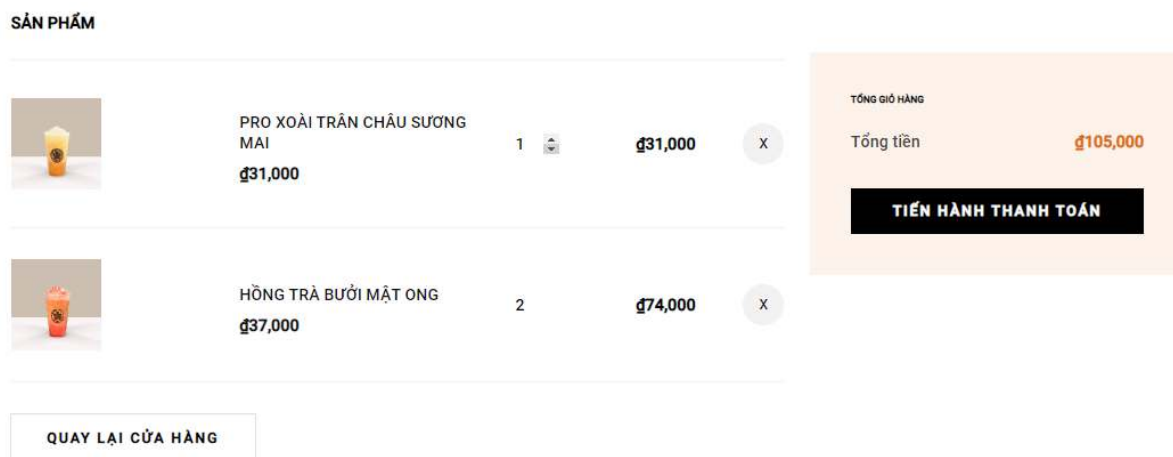 SẢN PHẨM
PRO XOÀI TRÂN CHÂU SƯƠNG
MAI
₫31,000
1
₫31,000
X
HỒNG TRÀ BƯỞI MẬT ONG
₫37,000
2
₫74,000
X
QUAY LẠI CỬA HÀNG
TỔNG GIỎ HÀNG
Tổng tiền ₫105,000
TIẾN HÀNH THANH TOÁN